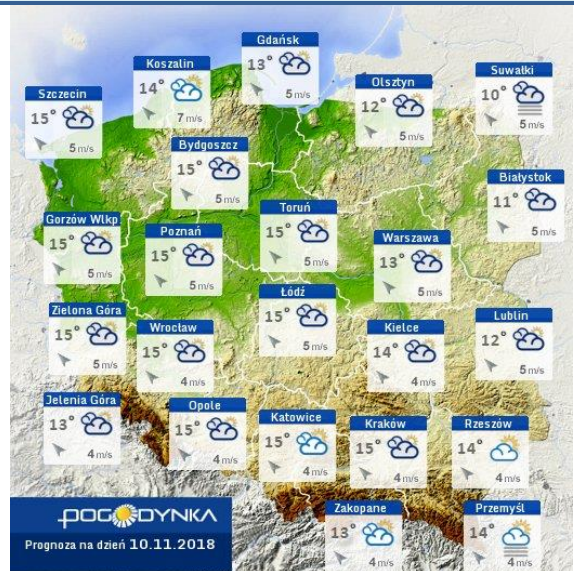 Gdańsk
13° 5 m/s
Koszalin
14° 7 m/s
Suwałki
10° 5 m/s
Olsztyn
12° 5 m/s
Szczecin
15° 5 m/s
Bydgoszcz
15° 5 m/s
Białystok
11° 5 m/s
Toruń
15° 5 m/s
Gorzów Wlkp
15° 5 m/s
Poznań
15° 5 m/s
Warszawa
13° 5 m/s
Łódź
15° 5 m/s
Zielona Góra
15° 5 m/s
Lublin
12° 5 m/s
Wrocław
15° 4 m/s
Kielce
14° 4 m/s
Jelenia Góra
13° 4 m/s
Opole
15° 4 m/s
Katowice
15° 4 m/s
Kraków
15° 4 m/s
Rzeszów
14° 4 m/s
Zakopane
13° 4 m/s
Przemyśl
14° 4 m/s
POGODYNKA
Prognoza na dzień 10.11.2018